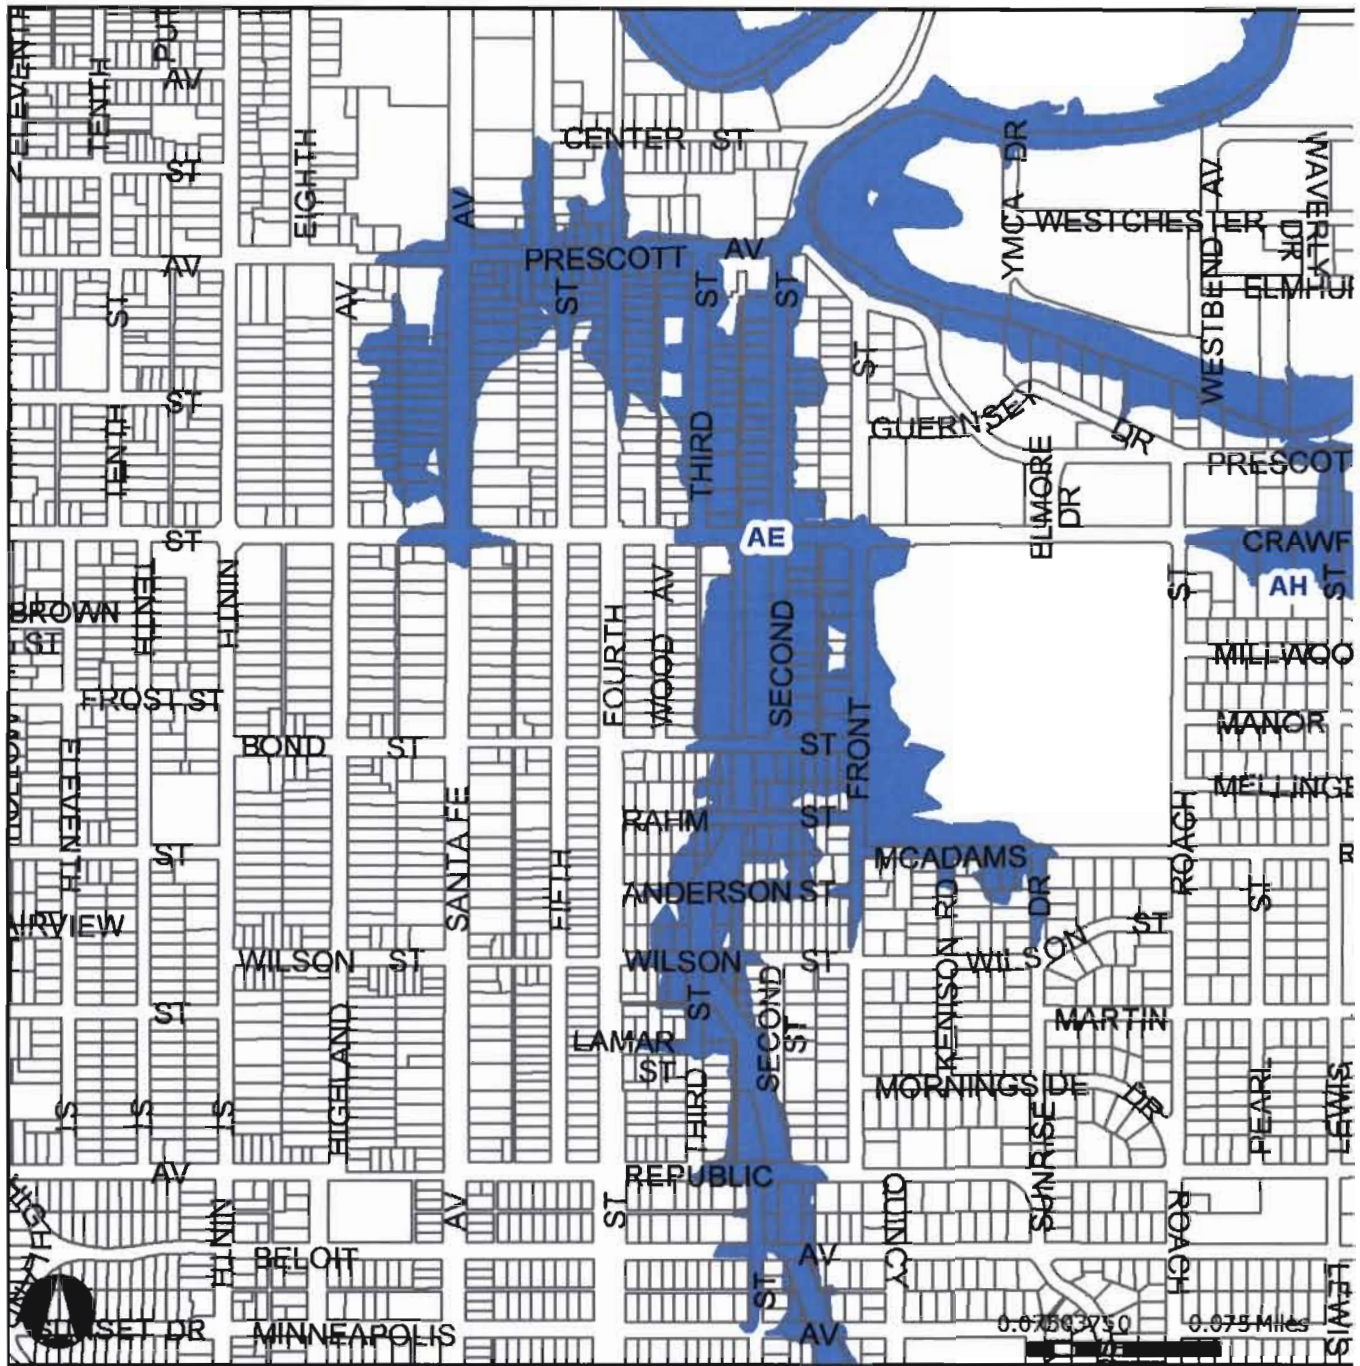 TENTH
AV
ST
EIGHTH
CENTER ST
AV
YMCA DR
WESTCHESTER
DR
WAVERLY
WESTBEND AV
PRESCOTT AV
AV
ST
AV
ST
ST
ST
ST
ST
TENTH
THIRD
GUERNSEY
DR
ELMORE
DR
PRESCOT
ST
AE
CRAWF
AH
ST
ST
BROWN
ST
TENTH
NINTH
FOURTH
WOOD AV
SECOND
MILLWOO
FROST ST
MANOR
BOND ST
ST
FRONT
ELEVENTH
MELLINGE
SANTA FE
FIFTH
RAHM ST
ROACH
ST
MCADAMS
ANDERSON ST
KENISON RD
DR
ST
AIRVIEW
WILSON ST
WILSON ST
WILSON ST
ST
HIGHLAND
ST
SECOND
ST
MARTIN
LAMAR
ST
THIRD
MORNINGSIDE
DR
PEARL
LEWIS
ST
ST
ST
SUNRISE
AV
REPUBLIC
NINTH
AV
ST
QUINCY
ROACH
BELOIT
AV
ST
LEWIS
SUNSET DR
MINNEAPOLIS
AV
0.075 Miles